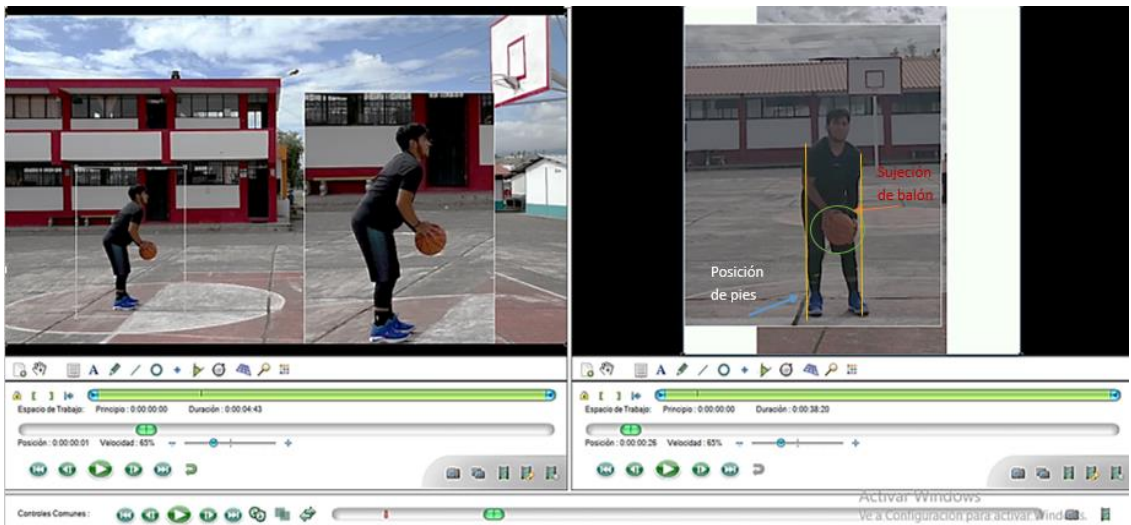 Sujeción
de balón
Posición
de pies
Espacio de Trabajo: Principio : 0:00:00:00 Duración : 0:00:04:43
Posición : 0:00:00:01 Velocidad : 65%
Espacio de Trabajo: Principio : 0:00:00:00 Duración : 0:00:38:20
Posición : 0:00:00:26 Velocidad : 65%
Controles Comunes :
Activar Windows
Ve a Configuración para activar Windows.